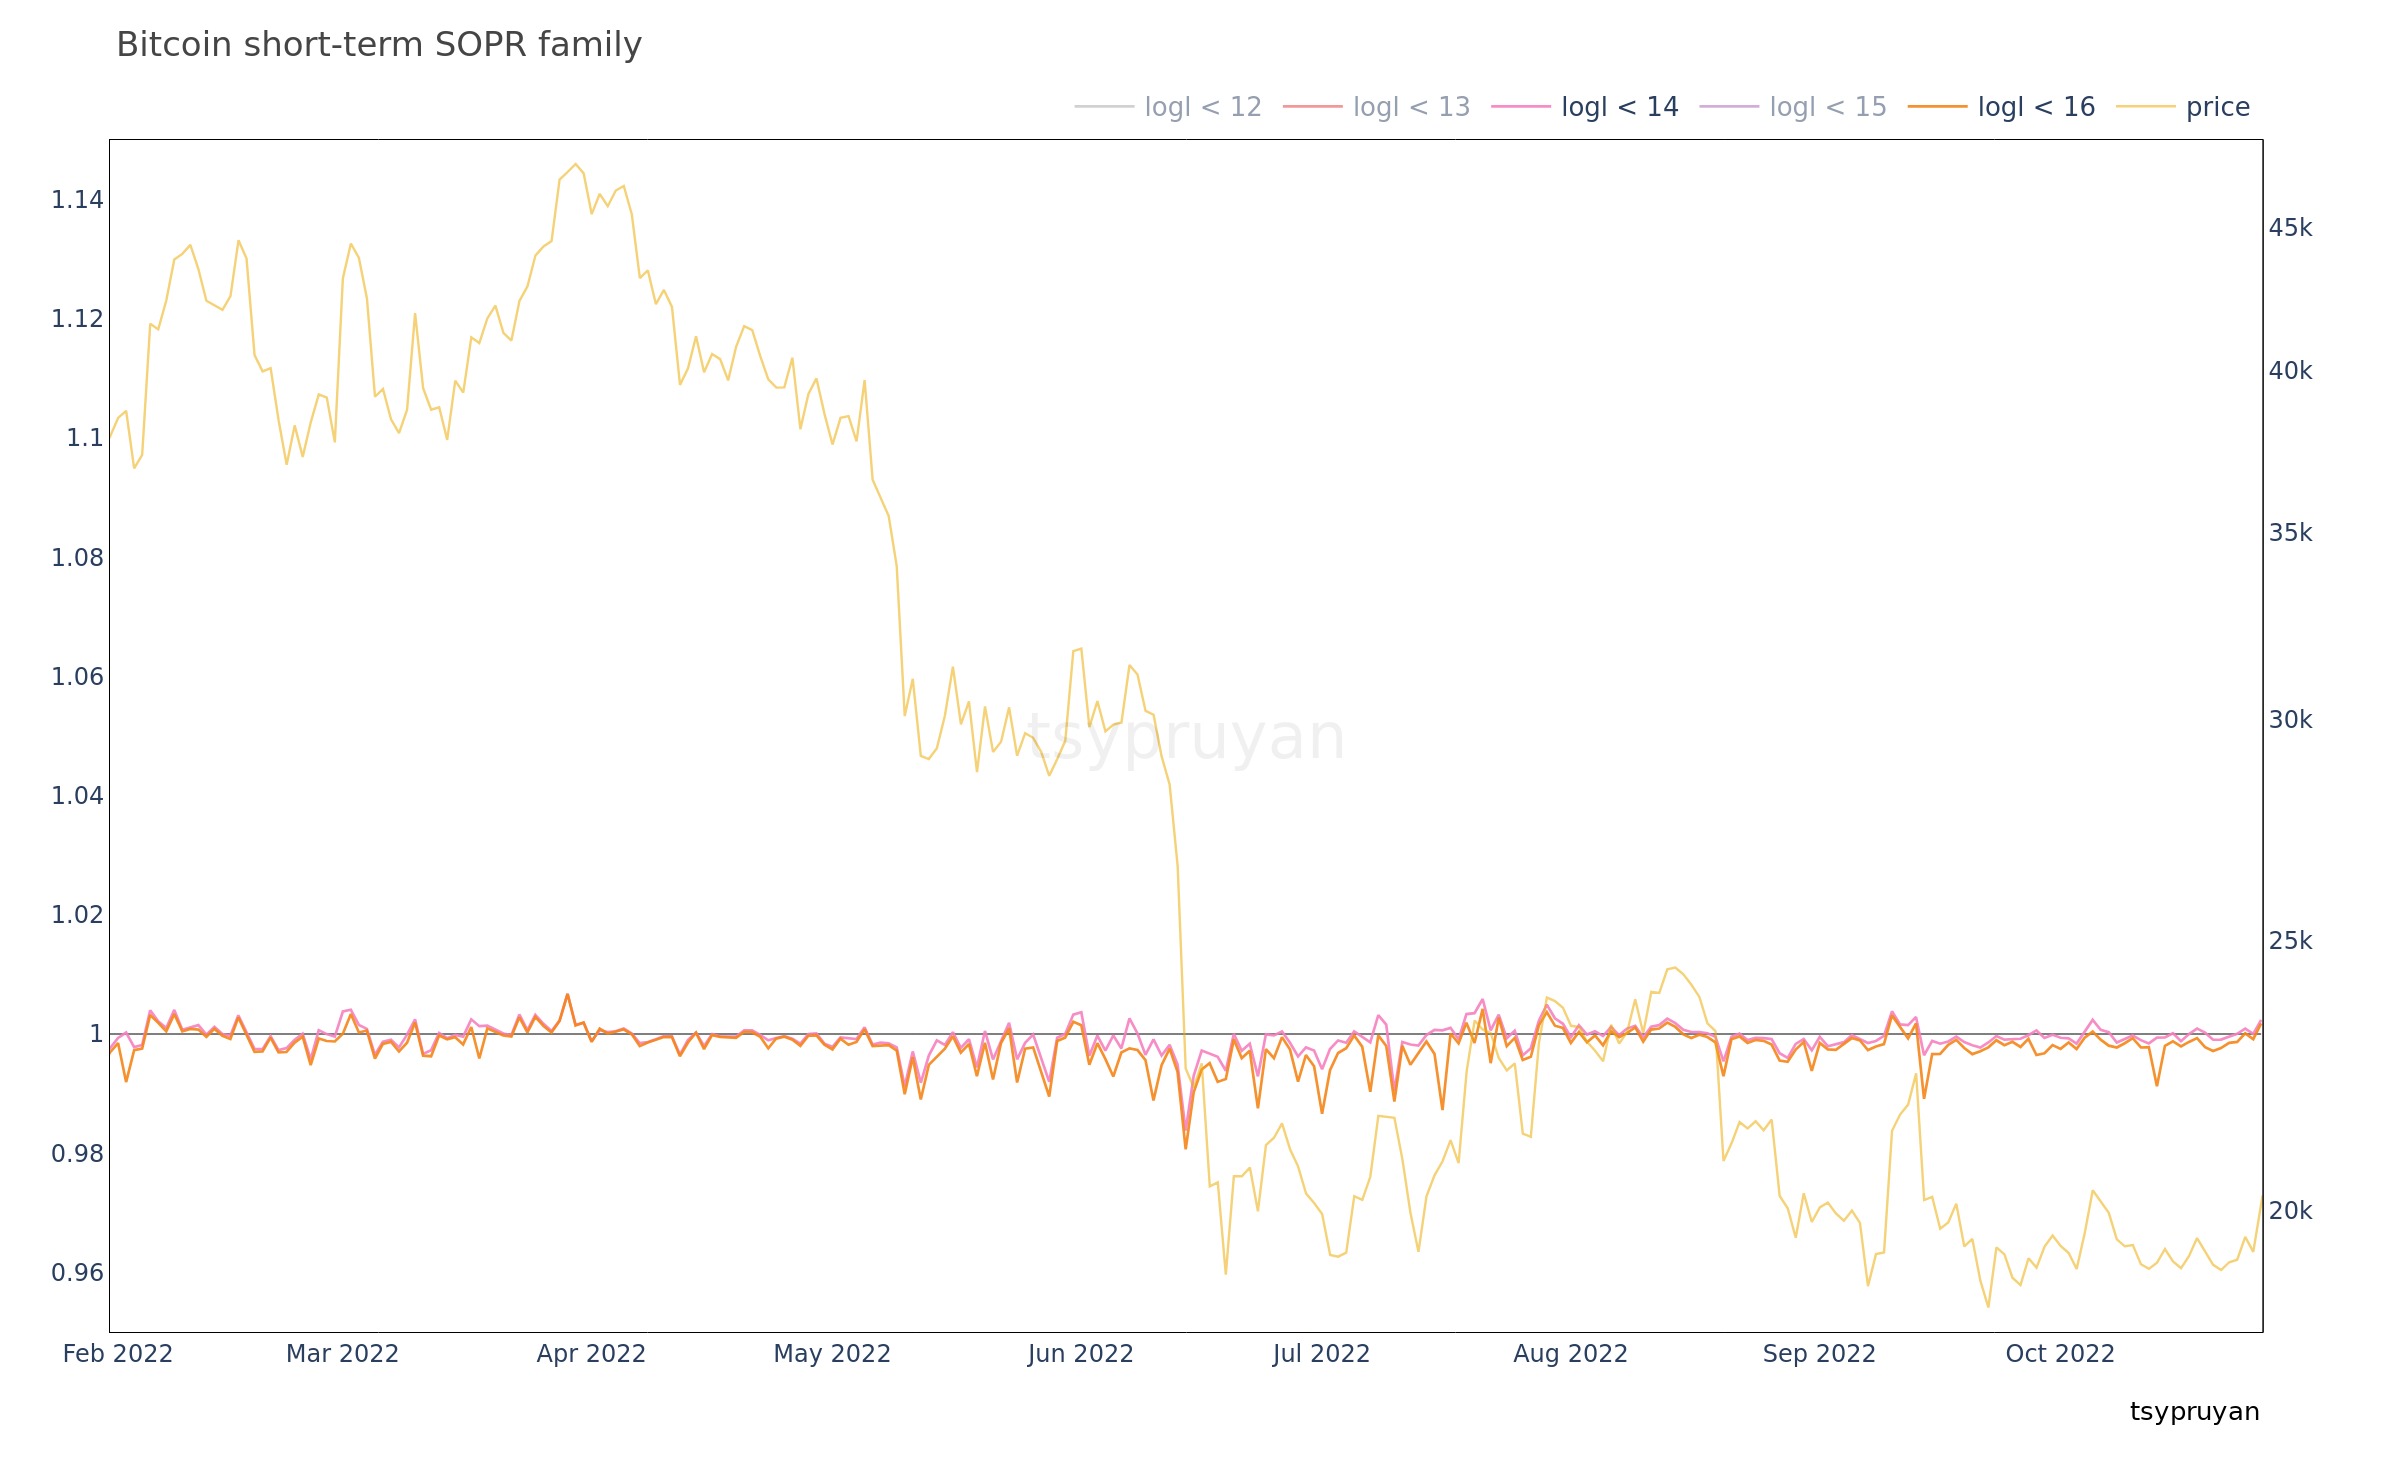 Bitcoin short-term SOPR family
logl < 12 logl < 13 logl < 14 logl < 15 logl < 16 price
1.14
1.12
1.1
1.08
1.06
1.04
1.02
1
0.98
0.96
45k
40k
35k
30k
25k
20k
tsypruyan
Feb 2022 Mar 2022 Apr 2022 May 2022 Jun 2022 Jul 2022 Aug 2022 Sep 2022 Oct 2022
tsypruyan